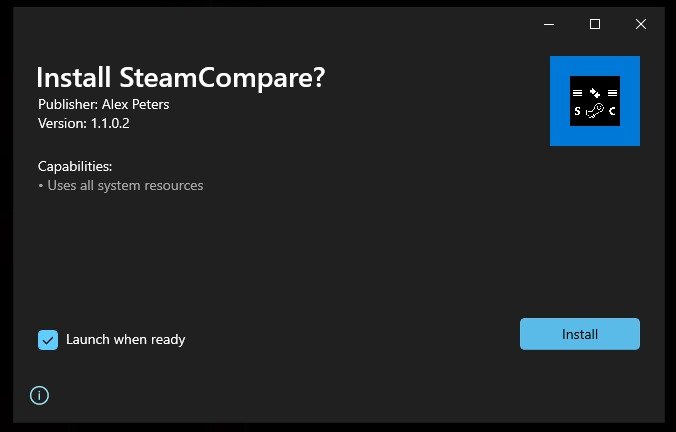 Install SteamCompare?
Publisher: Alex Peters
Version: 1.1.0.2
S C
Capabilities:
• Uses all system resources
Launch when ready
Install